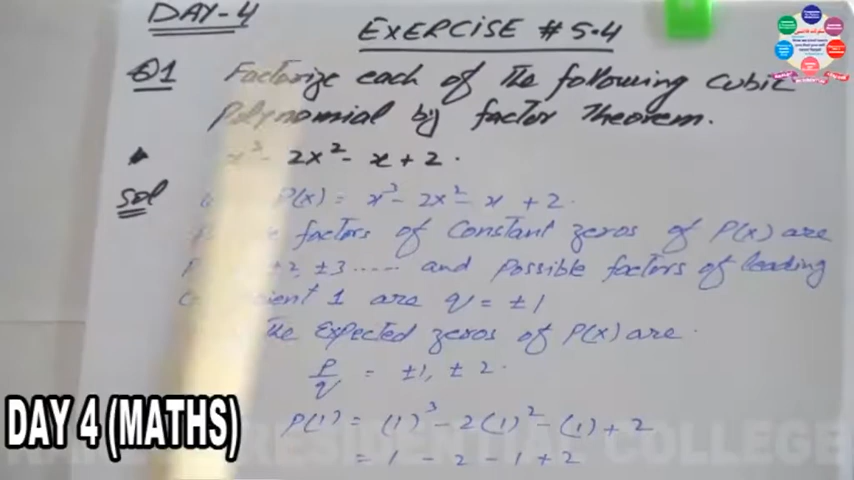 DAY-4
EXERCISE # 5.4
Q1 Factorize each of the following Cubic
Polynomial by factor Theorem.
x³ - 2x² - x + 2.
Sol P(x) = x³ - 2x² - x + 2.
factors of Constant zeros of P(x) are
±2, ±3 ..... and Possible factors of leading
1 are q = ±1
the Expected zeros of P(x) are.
P/q = ±1, ± 2.
P(1) = (1)³ - 2(1)² - (1) + 2
= 1 - 2 - 1 + 2
DAY 4 (MATHS)
RESIDENTIAL COLLEGE